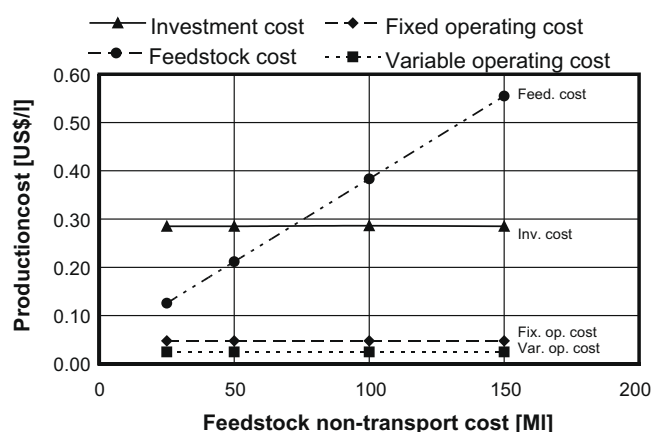 Investment cost Fixed operating cost
Feedstock cost Variable operating cost
0.60
Feed. cost
0.50
0.40
0.30
Inv. cost
0.20
0.10
Fix. op. cost
Var. op. cost
0.00
0 50 100 150 200
Productioncost [US$/l]
Feedstock non-transport cost [Ml]